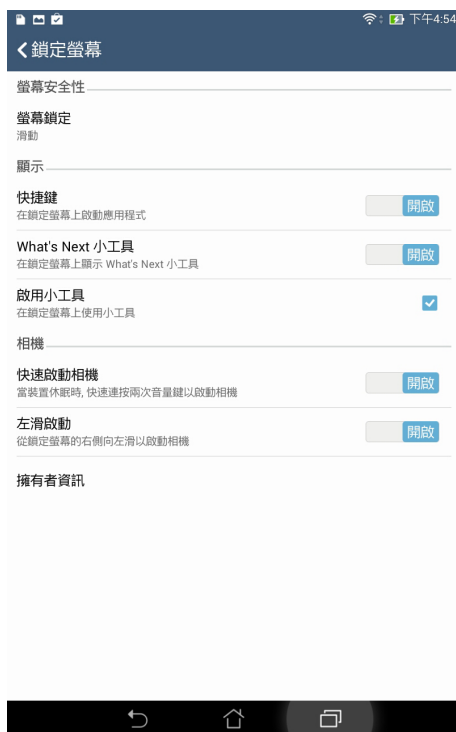 下午4:54
鎖定螢幕
螢幕安全性
螢幕鎖定
滑動
顯示
快捷鍵
在鎖定螢幕上啟動應用程式
開啟
What's Next 小工具
在鎖定螢幕上顯示 What's Next 小工具
開啟
啟用小工具
在鎖定螢幕上使用小工具
相機
快速啟動相機
當裝置休眠時, 快速連按兩次音量鍵以啟動相機
開啟
左滑啟動
從鎖定螢幕的右側向左滑以啟動相機
開啟
擁有者資訊